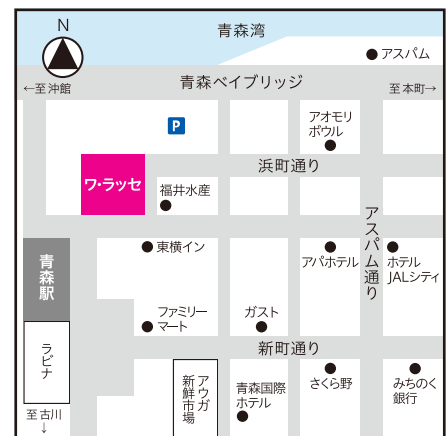 青森湾
N
アスパム
青森ベイブリッジ
←至沖館
至本町→
P
アオモリ
ボウル
浜町通り
ワ・ラッセ
福井水産
アスパム通り
東横イン
アパホテル
ホテル
JALシティ
青森駅
ファミリー
マート
ガスト
新町通り
ラビナ
アウガ
新鮮市場
青森国際
ホテル
さくら野
みちのく
銀行
至古川
↓